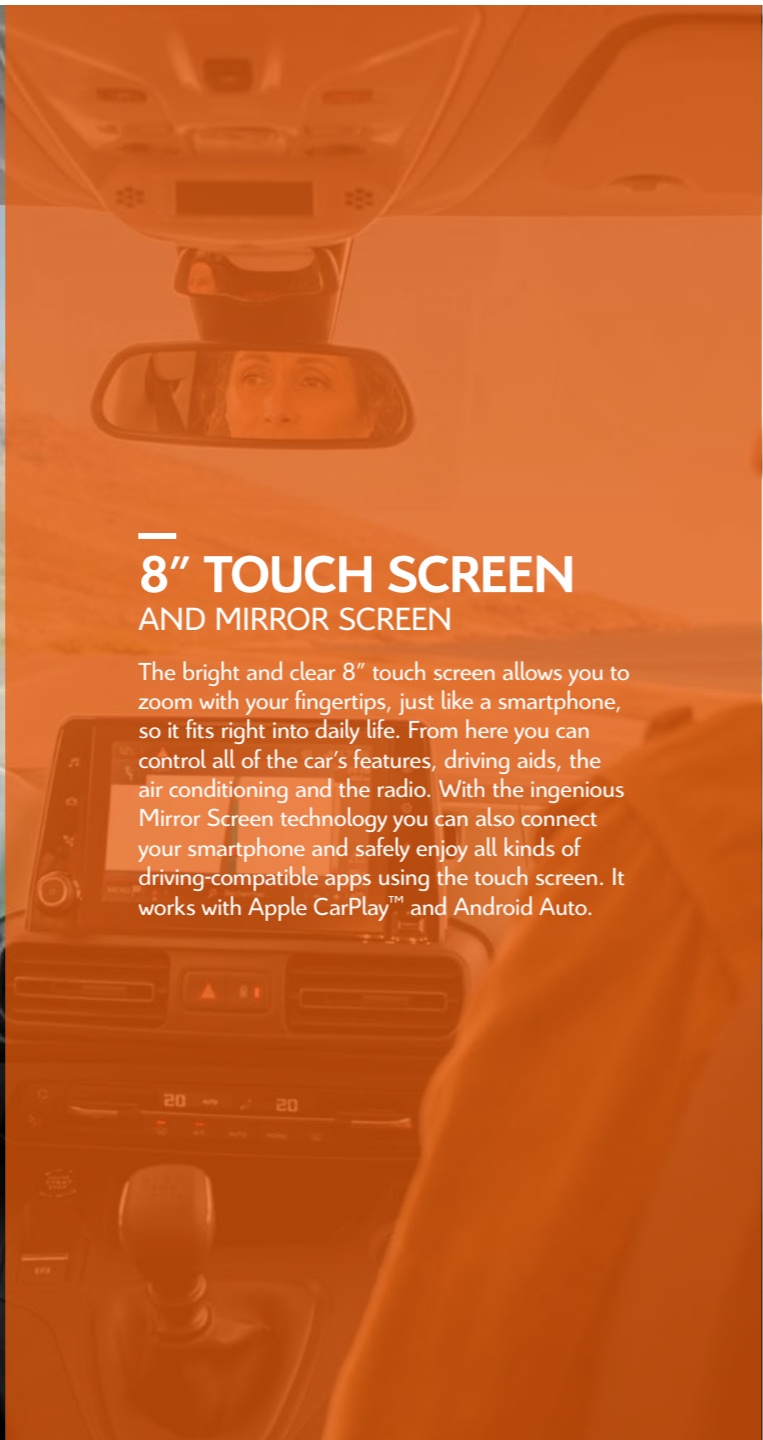 8″ TOUCH SCREEN
AND MIRROR SCREEN
The bright and clear 8″ touch screen allows you to
zoom with your fingertips, just like a smartphone,
so it fits right into daily life. From here you can
control all of the car's features, driving aids, the
air conditioning and the radio. With the ingenious
Mirror Screen technology you can also connect
your smartphone and safely enjoy all kinds of
driving-compatible apps using the touch screen. It
works with Apple CarPlay™ and Android Auto.
20 AUTO 20